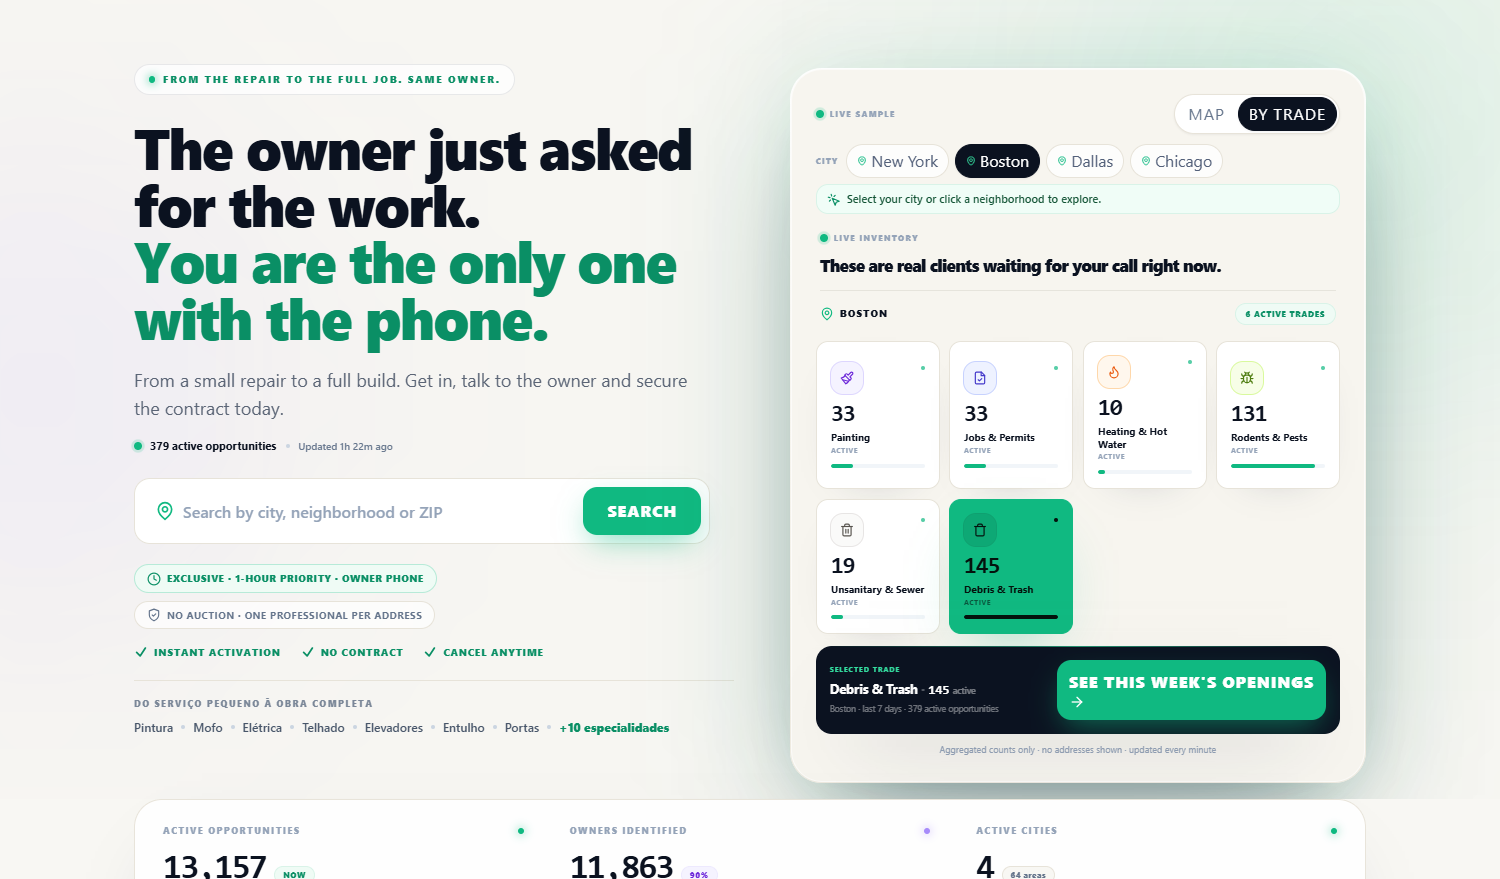 FROM THE REPAIR TO THE FULL JOB. SAME OWNER.
The owner just asked
for the work.
You are the only one
with the phone.
From a small repair to a full build. Get in, talk to the owner and secure
the contract today.
379 active opportunities • Updated 1h 22m ago
Search by city, neighborhood or ZIP
SEARCH
EXCLUSIVE · 1-HOUR PRIORITY · OWNER PHONE
NO AUCTION · ONE PROFESSIONAL PER ADDRESS
INSTANT ACTIVATION
NO CONTRACT
CANCEL ANYTIME
DO SERVIÇO PEQUENO À OBRA COMPLETA
Pintura • Mofo • Elétrica • Telhado • Elevadores • Entulho • Portas • +10 especialidades
LIVE SAMPLE
MAP
BY TRADE
CITY
New York
Boston
Dallas
Chicago
Select your city or click a neighborhood to explore.
LIVE INVENTORY
These are real clients waiting for your call right now.
BOSTON
6 ACTIVE TRADES
33
Painting
ACTIVE
33
Jobs & Permits
ACTIVE
10
Heating & Hot
Water
ACTIVE
131
Rodents & Pests
ACTIVE
19
Unsanitary & Sewer
ACTIVE
145
Debris & Trash
ACTIVE
SELECTED TRADE
Debris & Trash · 145 active
Boston · last 7 days · 379 active opportunities
SEE THIS WEEK'S OPENINGS
→
Aggregated counts only · no addresses shown · updated every minute
ACTIVE OPPORTUNITIES
13,157 NOW
OWNERS IDENTIFIED
11,863 90%
ACTIVE CITIES
4 64 areas